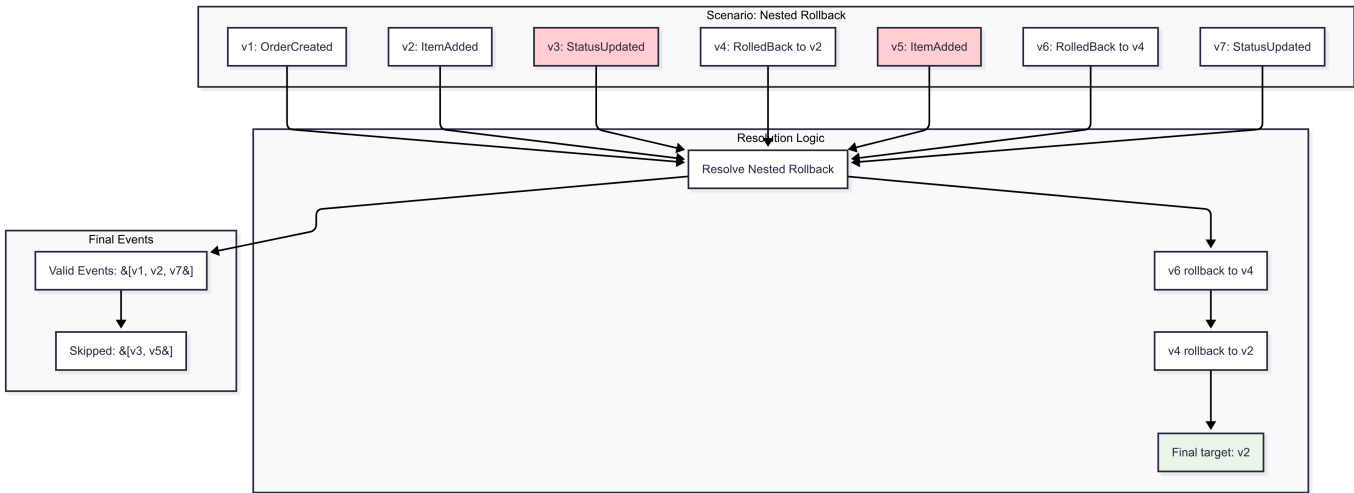 Scenario: Nested Rollback
v1: OrderCreated
v2: ItemAdded
v3: StatusUpdated
v4: RolledBack to v2
v5: ItemAdded
v6: RolledBack to v4
v7: StatusUpdated
Resolution Logic
Resolve Nested Rollback
Final Events
Valid Events: &[v1, v2, v7&]
Skipped: &[v3, v5&]
v6 rollback to v4
v4 rollback to v2
Final target: v2